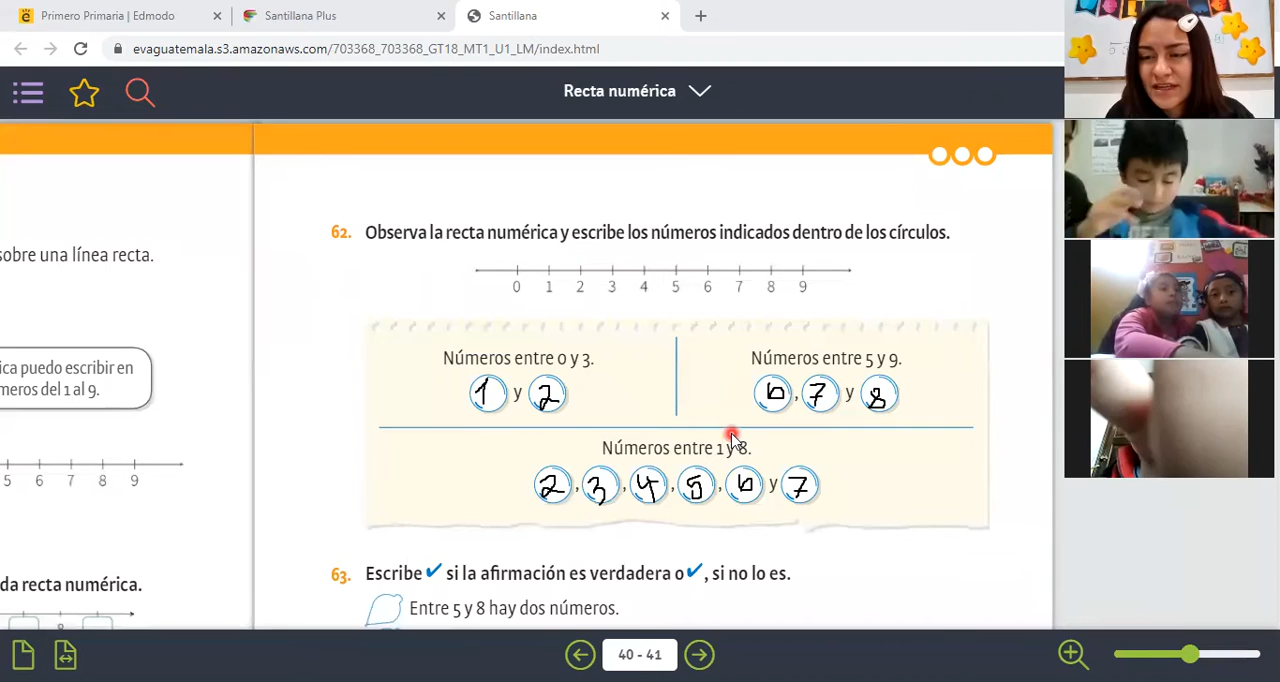 Primero Primaria | Edmodo
Santillana Plus
Santillana
evaguatemala.s3.amazonaws.com/703368_703368_GT18_MT1_U1_LM/index.html
Recta numérica
sobre una línea recta.
ica puedo escribir en
meros del 1 al 9.
5 6 7 8 9
da recta numérica.
8
62. Observa la recta numérica y escribe los números indicados dentro de los círculos.
0 1 2 3 4 5 6 7 8 9
Números entre 0 y 3.
1 y 2
Números entre 5 y 9.
6, 7 y 8
Números entre 1 y 8.
2, 3, 4, 5, 6 y 7
63. Escribe ✔ si la afirmación es verdadera o ✔, si no lo es.
Entre 5 y 8 hay dos números.
40 - 41